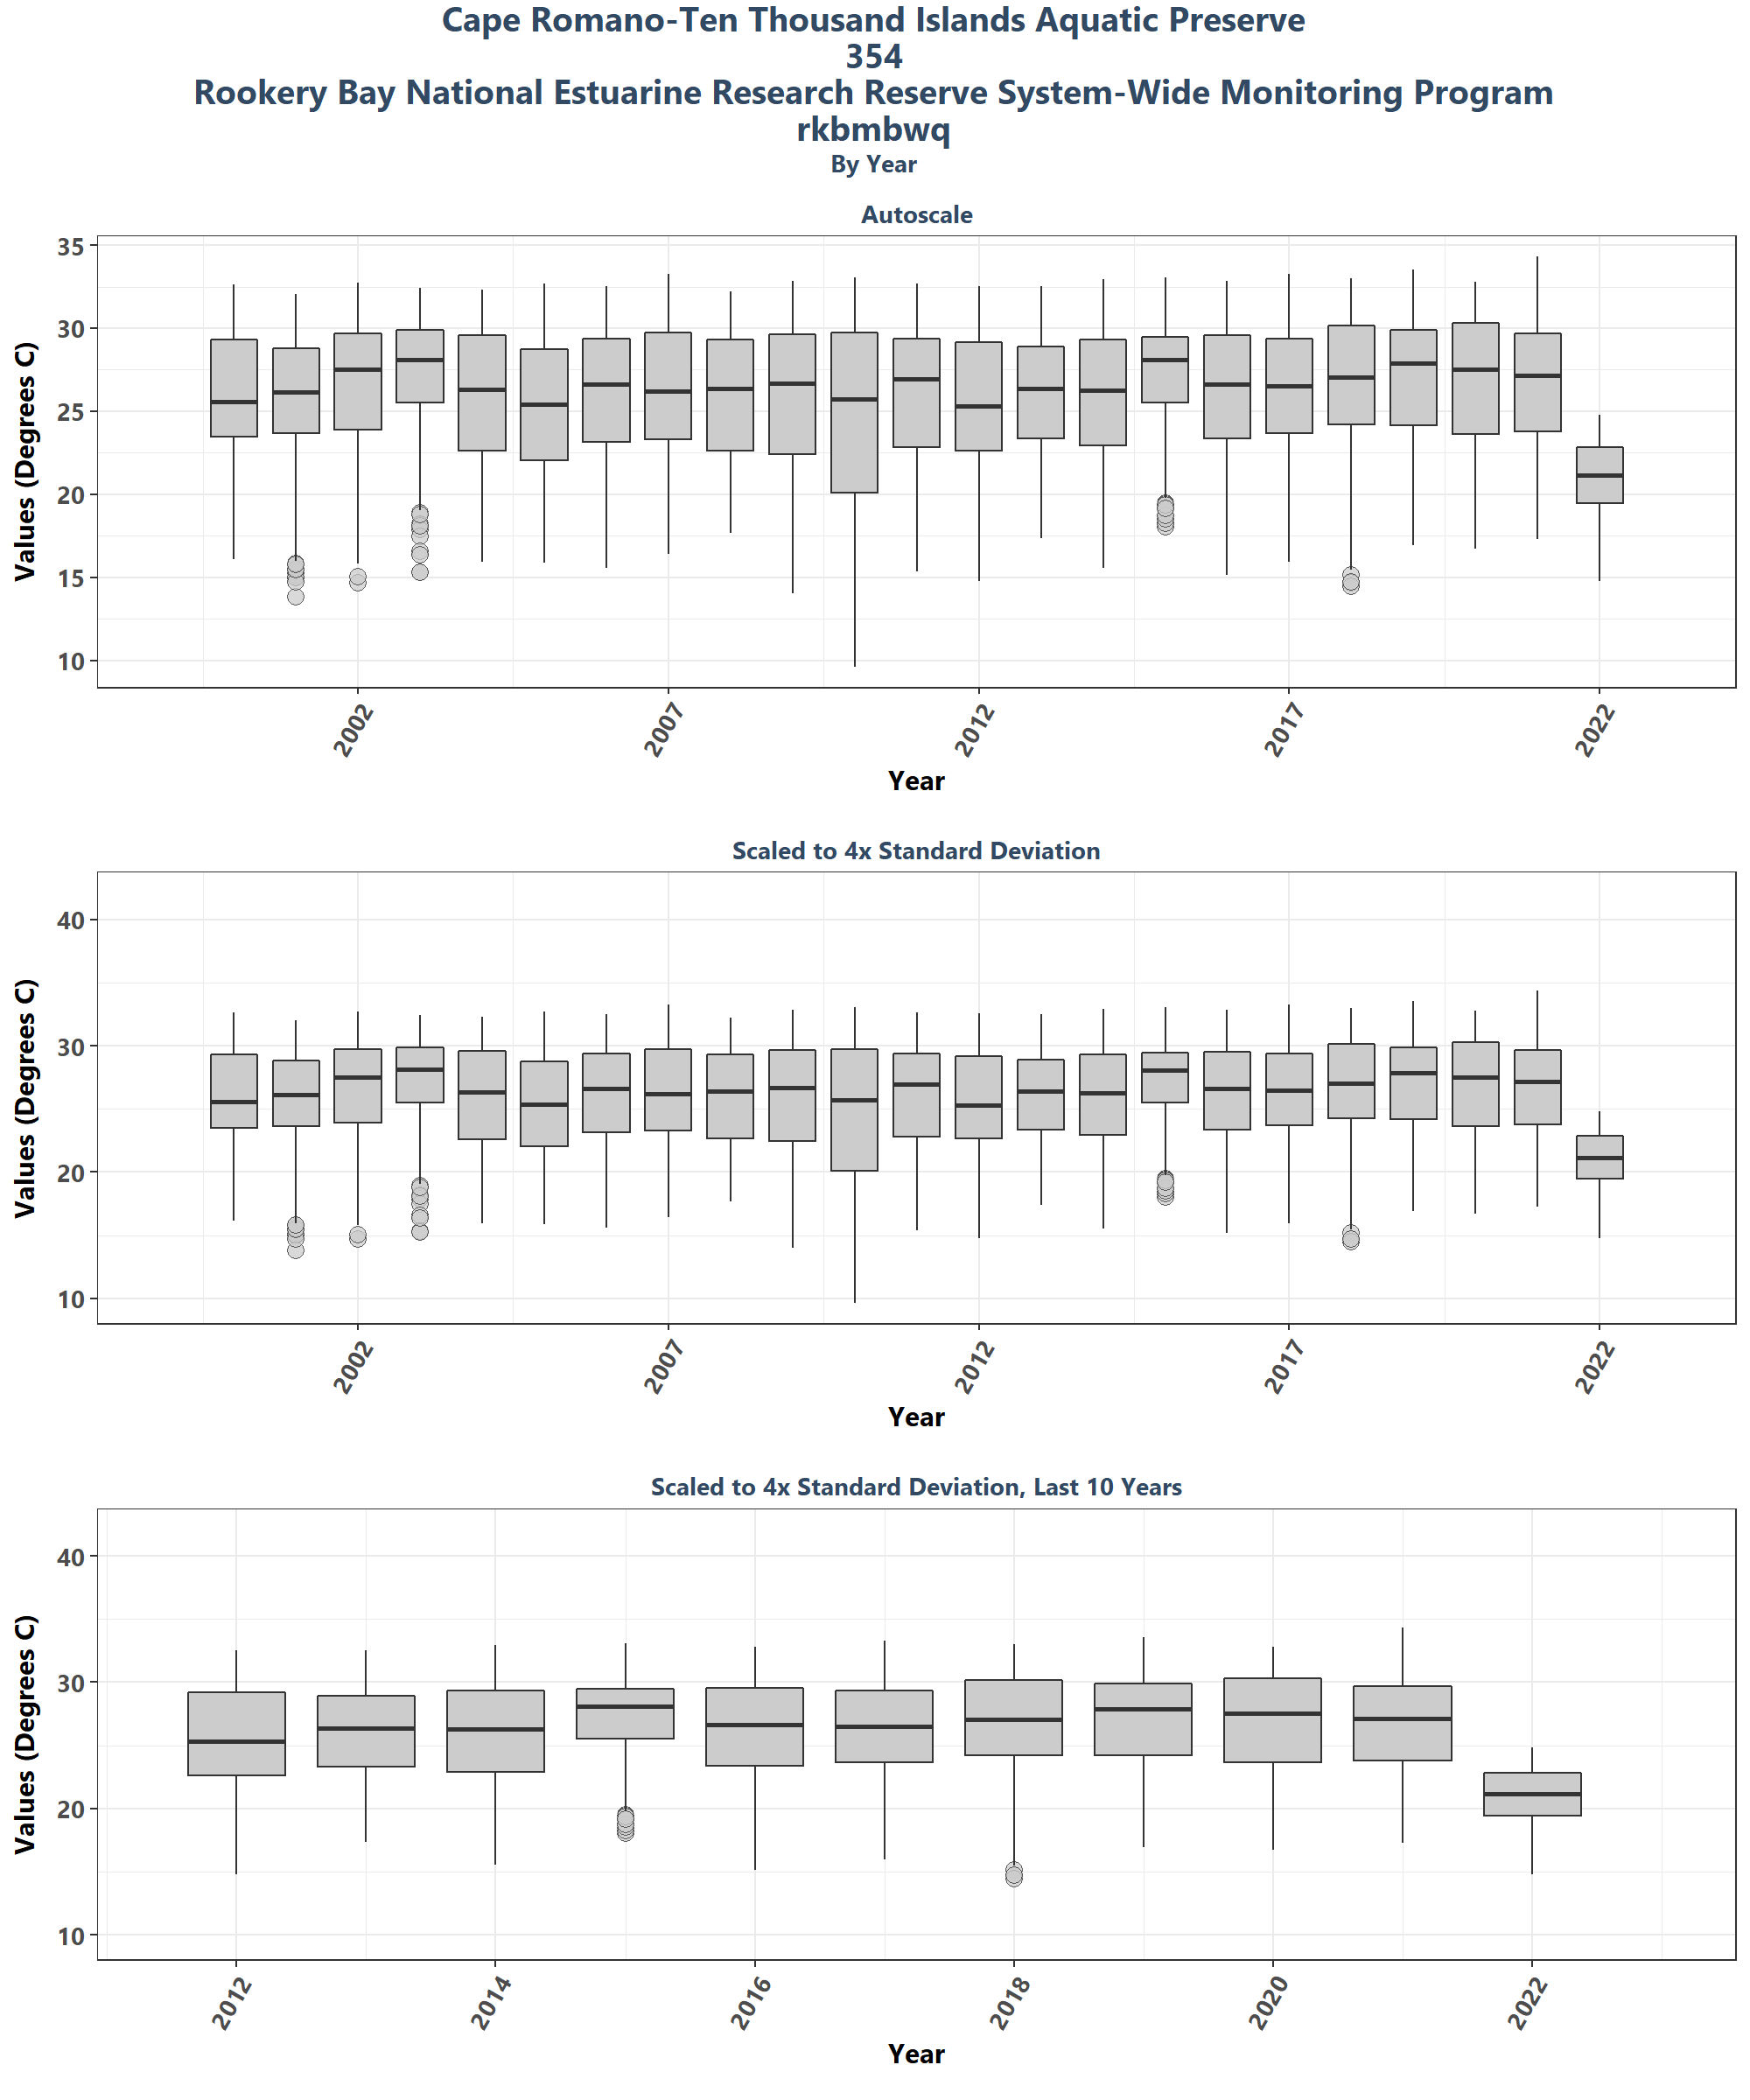 Cape Romano-Ten Thousand Islands Aquatic Preserve
354
Rookery Bay National Estuarine Research Reserve System-Wide Monitoring Program
rkbmbwq
By Year
Autoscale
Values (Degrees C)
35
30
25
20
15
10
2002
2007
2012
2017
2022
Year
Scaled to 4x Standard Deviation
Values (Degrees C)
40
30
20
10
2002
2007
2012
2017
2022
Year
Scaled to 4x Standard Deviation, Last 10 Years
Values (Degrees C)
40
30
20
10
2012
2014
2016
2018
2020
2022
Year